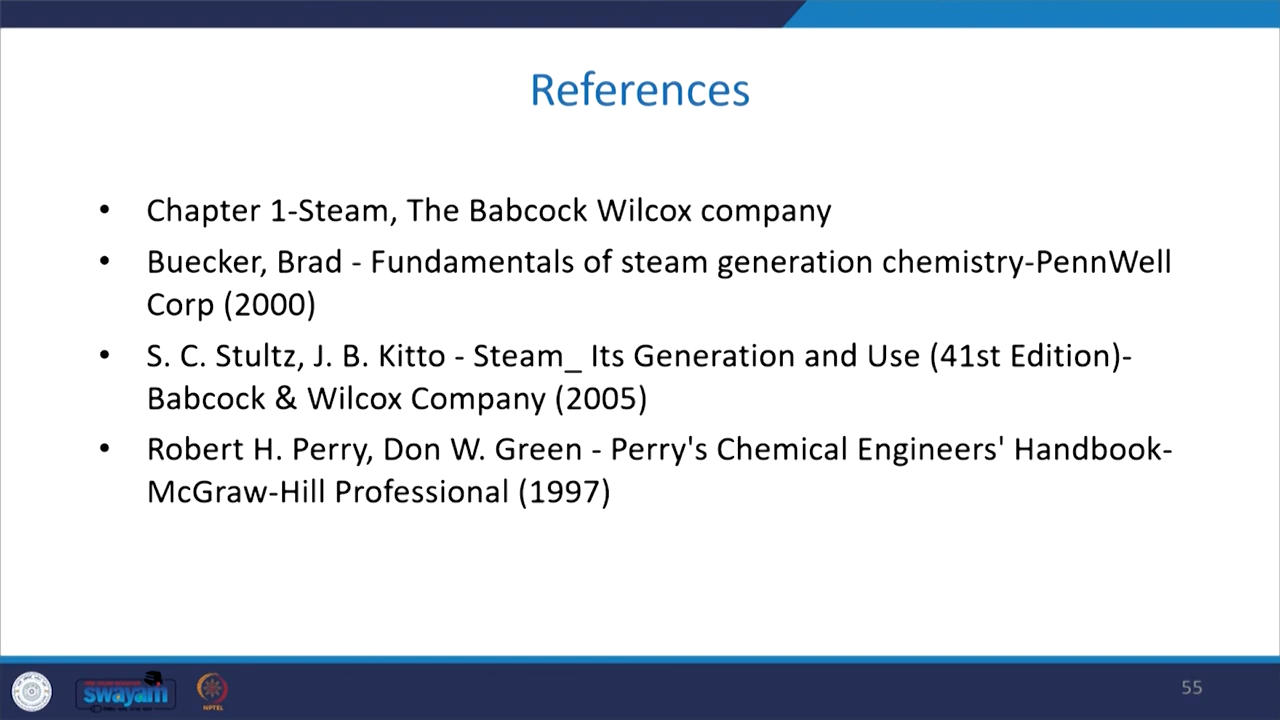 References
• Chapter 1-Steam, The Babcock Wilcox company
• Buecker, Brad - Fundamentals of steam generation chemistry-PennWell
Corp (2000)
• S. C. Stultz, J. B. Kitto - Steam_ Its Generation and Use (41st Edition)-
Babcock & Wilcox Company (2005)
• Robert H. Perry, Don W. Green - Perry's Chemical Engineers' Handbook-
McGraw-Hill Professional (1997)
swayam
NPTEL
55